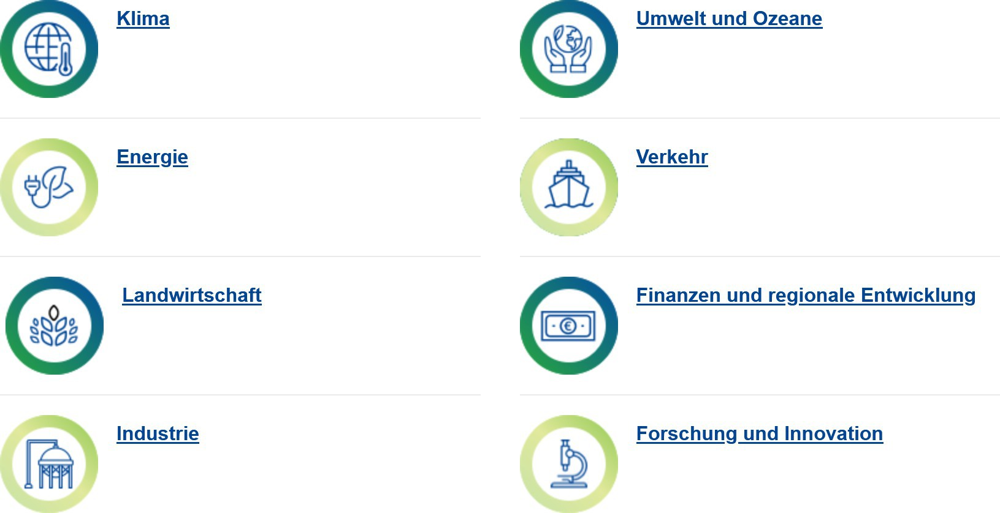 Klima
Umwelt und Ozeane
Energie
Verkehr
Landwirtschaft
Finanzen und regionale Entwicklung
€
Industrie
Forschung und Innovation